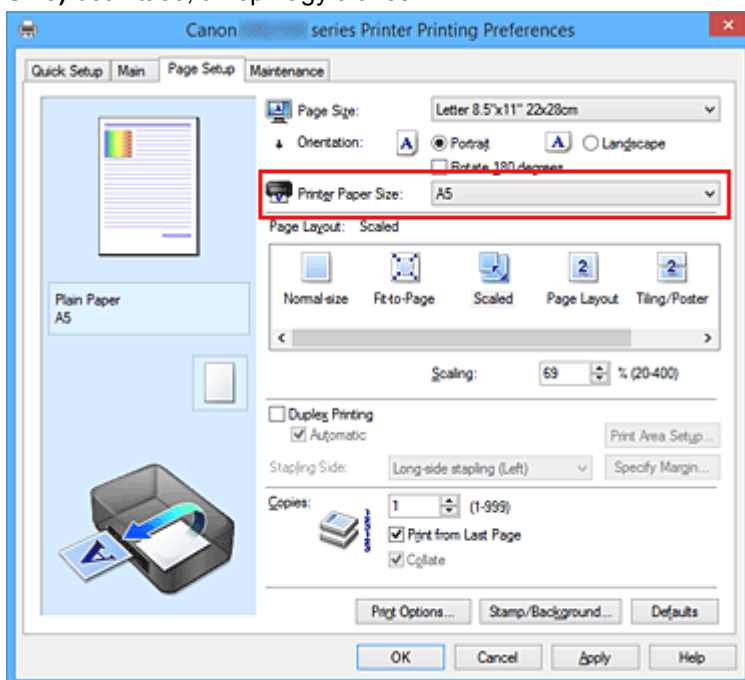 Canon series Printer Printing Preferences
Quick Setup Main Page Setup Maintenance
Page Size: Letter 8.5"x11" 22x28cm
Orientation: A Portrait A Landscape
Rotate 180 degrees
Printer Paper Size: A5
Page Layout: Scaled
2 2
Normal-size Fit-to-Page Scaled Page Layout Tiling/Poster
Plain Paper
A5
Scaling: 69 % (20-400)
Duplex Printing
Automatic Print Area Setup...
Stapling Side: Long-side stapling (Left) Specify Margin...
Copies: 1 (1-999)
Print from Last Page
Collate
A
Print Options... Stamp/Background... Defaults
OK Cancel Apply Help